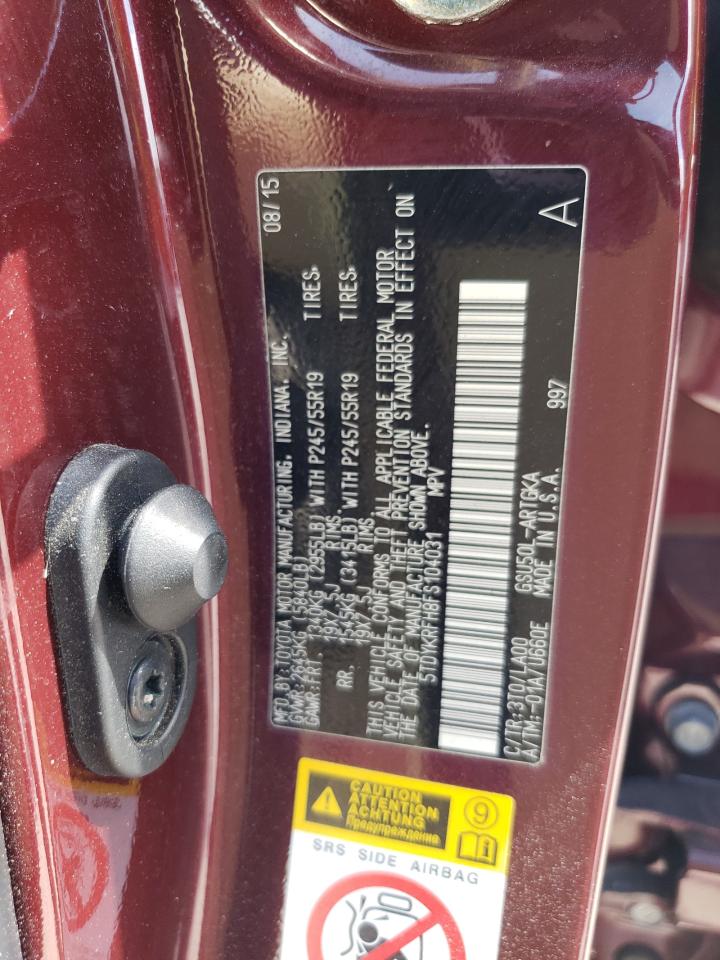 MFD.BY:TOYOTA MOTOR MANUFACTURING, INDIANA, INC. 08/15
GVWR:2645KG (5840LB)
GAWR:FRT. 1340KG (2955LB) WITH P245/55R19 TIRES,
19X7.5J RIMS
RR. 1545KG (3415LB) WITH P245/55R19 TIRES,
19X7.5J RIMS
THIS VEHICLE CONFORMS TO ALL APPLICABLE FEDERAL MOTOR
VEHICLE SAFETY AND THEFT PREVENTION STANDARDS IN EFFECT ON
THE DATE OF MANUFACTURE SHOWN ABOVE.
5TDYKRFH8FS104031 MPV
C/TR:3Q3/LA00 GSU50L-ARTGKA 997 A
A/TM:-01A/U660E MADE IN U.S.A.
CAUTION
ATTENTION
ACHTUNG
Предупреждение
9
SRS SIDE AIRBAG